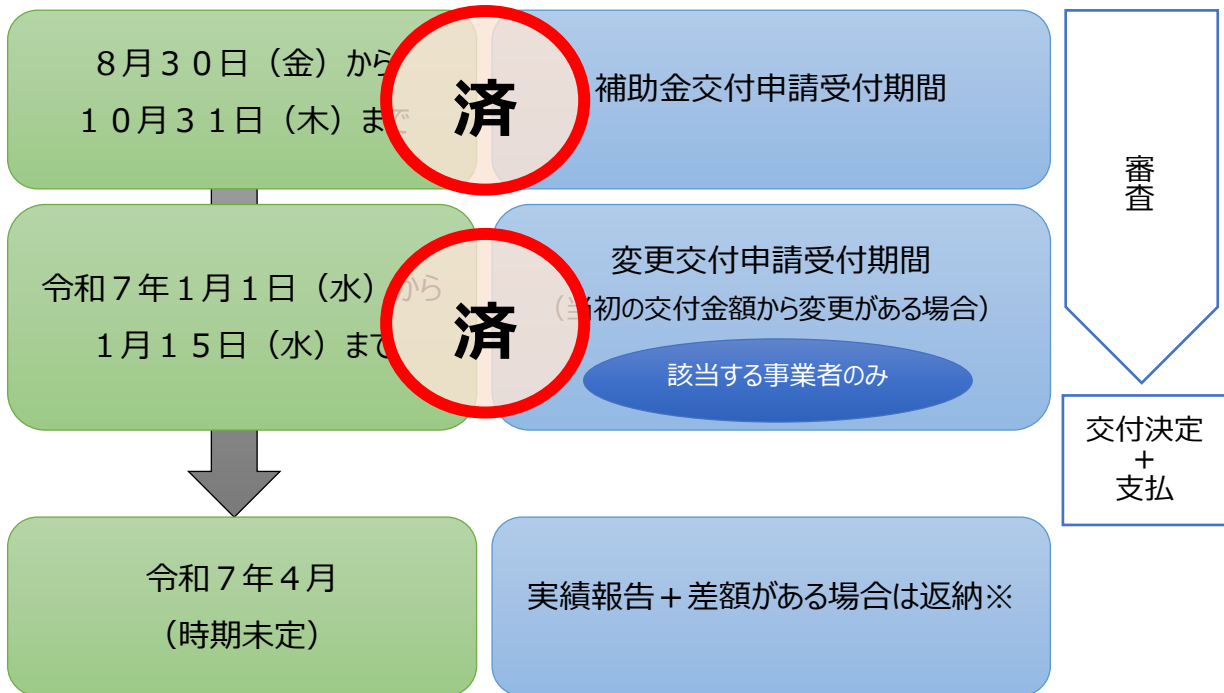 ８月３０日（金）から
１０月３１日（木）まで
済
補助金交付申請受付期間
審査
令和７年１月１日（水）から
１月１５日（水）まで
済
変更交付申請受付期間
（当初の交付金額から変更がある場合）
該当する事業者のみ
交付決定
＋
支払
令和７年４月
（時期未定）
実績報告＋差額がある場合は返納※